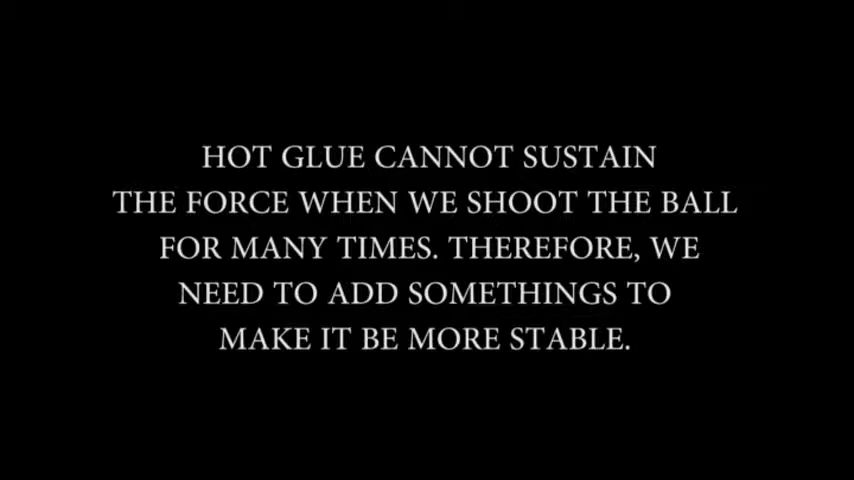 HOT GLUE CANNOT SUSTAIN
THE FORCE WHEN WE SHOOT THE BALL
FOR MANY TIMES. THEREFORE, WE
NEED TO ADD SOMETHINGS TO
MAKE IT BE MORE STABLE.